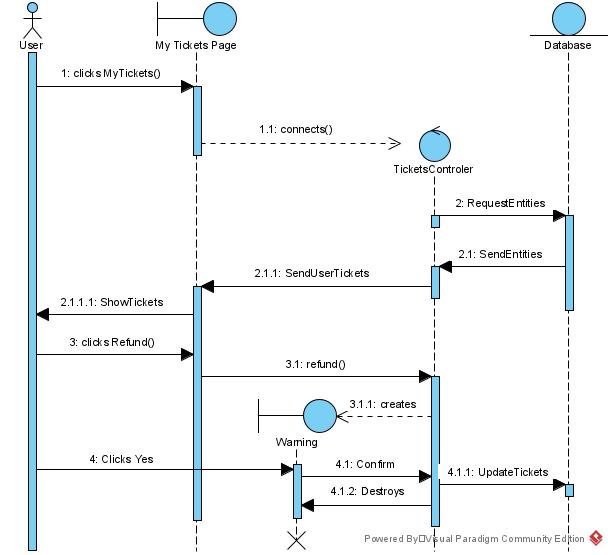 User
My Tickets Page
Database
1: clicks MyTickets()
1.1: connects()
TicketsControler
2: RequestEntities
2.1: SendEntities
2.1.1: SendUserTickets
2.1.1.1: ShowTickets
3: clicks Refund()
3.1: refund()
3.1.1: creates
Warning
4: Clicks Yes
4.1: Confirm
4.1.1: UpdateTickets
4.1.2: Destroys
Powered By Visual Paradigm Community Edition